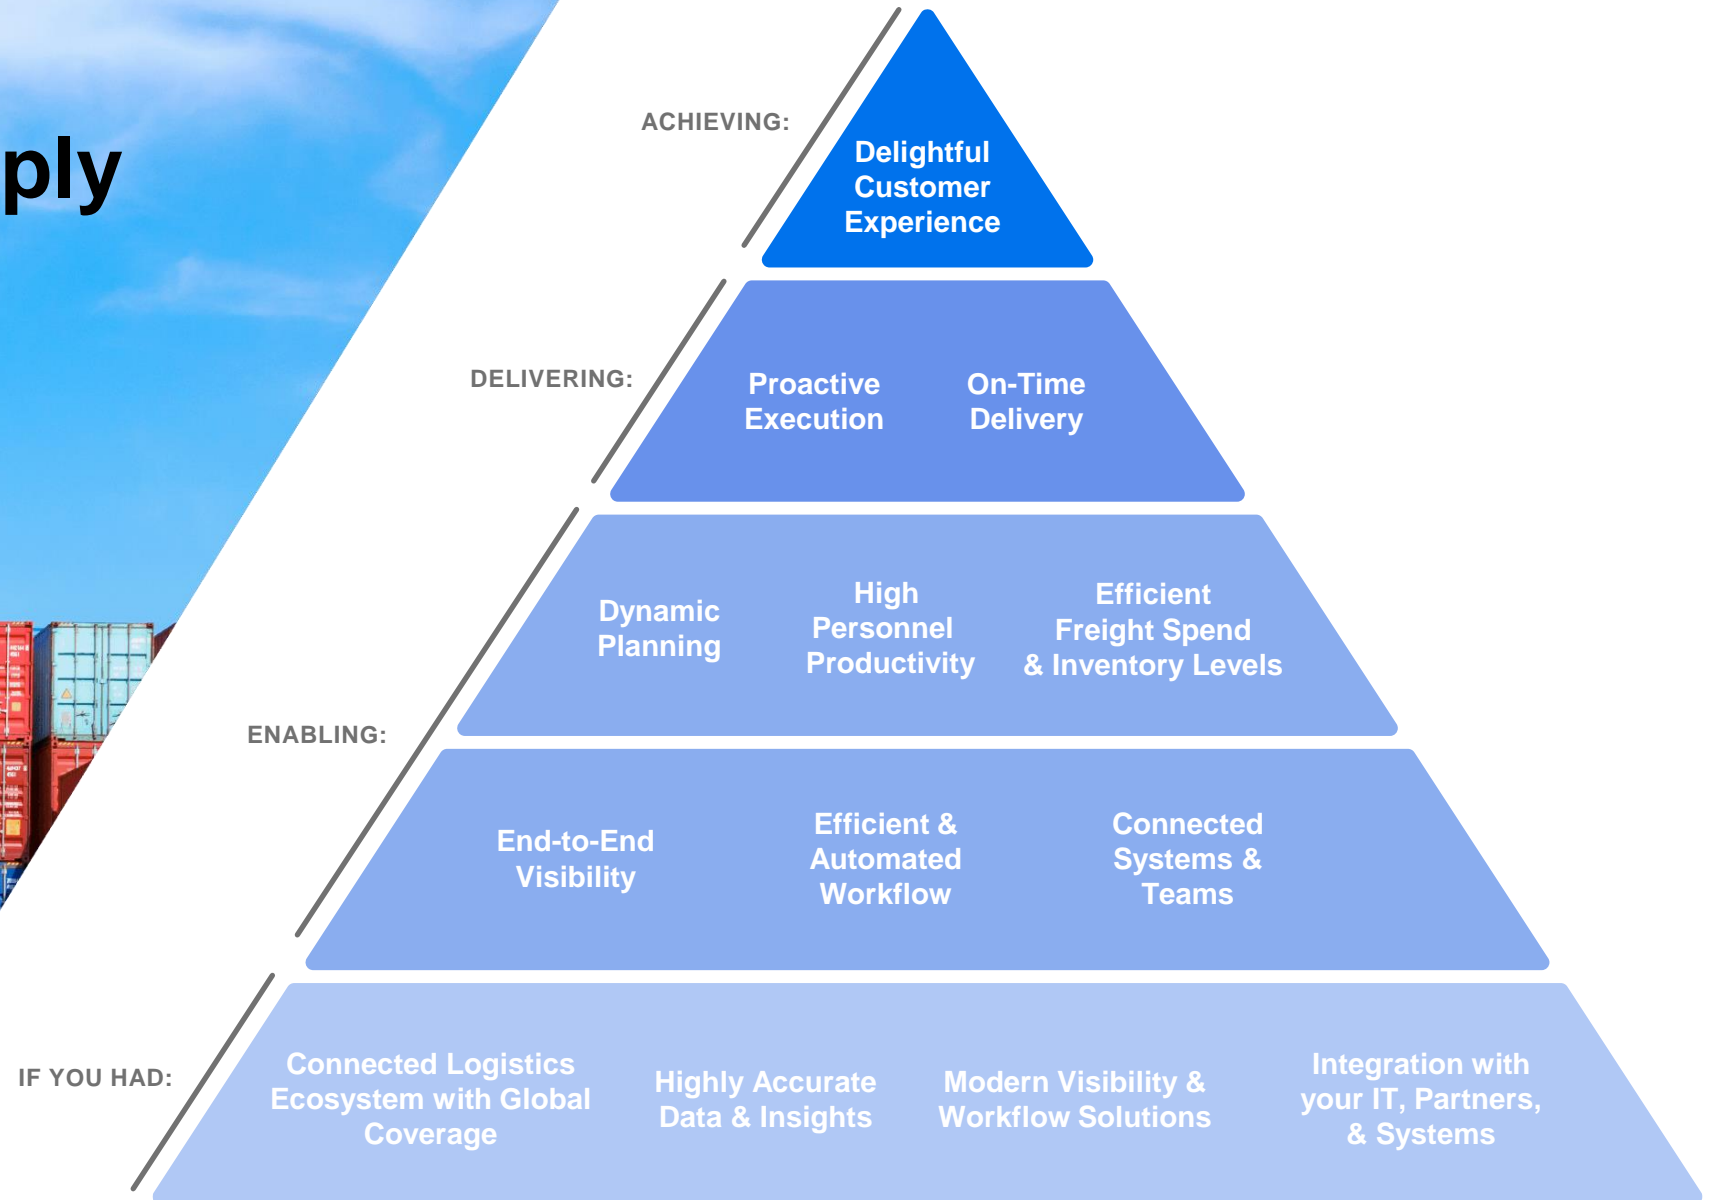 ply
ACHIEVING:
Delightful
Customer
Experience
DELIVERING:
Proactive
Execution
On-Time
Delivery
ENABLING:
Dynamic
Planning
High
Personnel
Productivity
Efficient
Freight Spend
& Inventory Levels
End-to-End
Visibility
Efficient &
Automated
Workflow
Connected
Systems &
Teams
IF YOU HAD:
Connected Logistics
Ecosystem with Global
Coverage
Highly Accurate
Data & Insights
Modern Visibility &
Workflow Solutions
Integration with
your IT, Partners,
& Systems